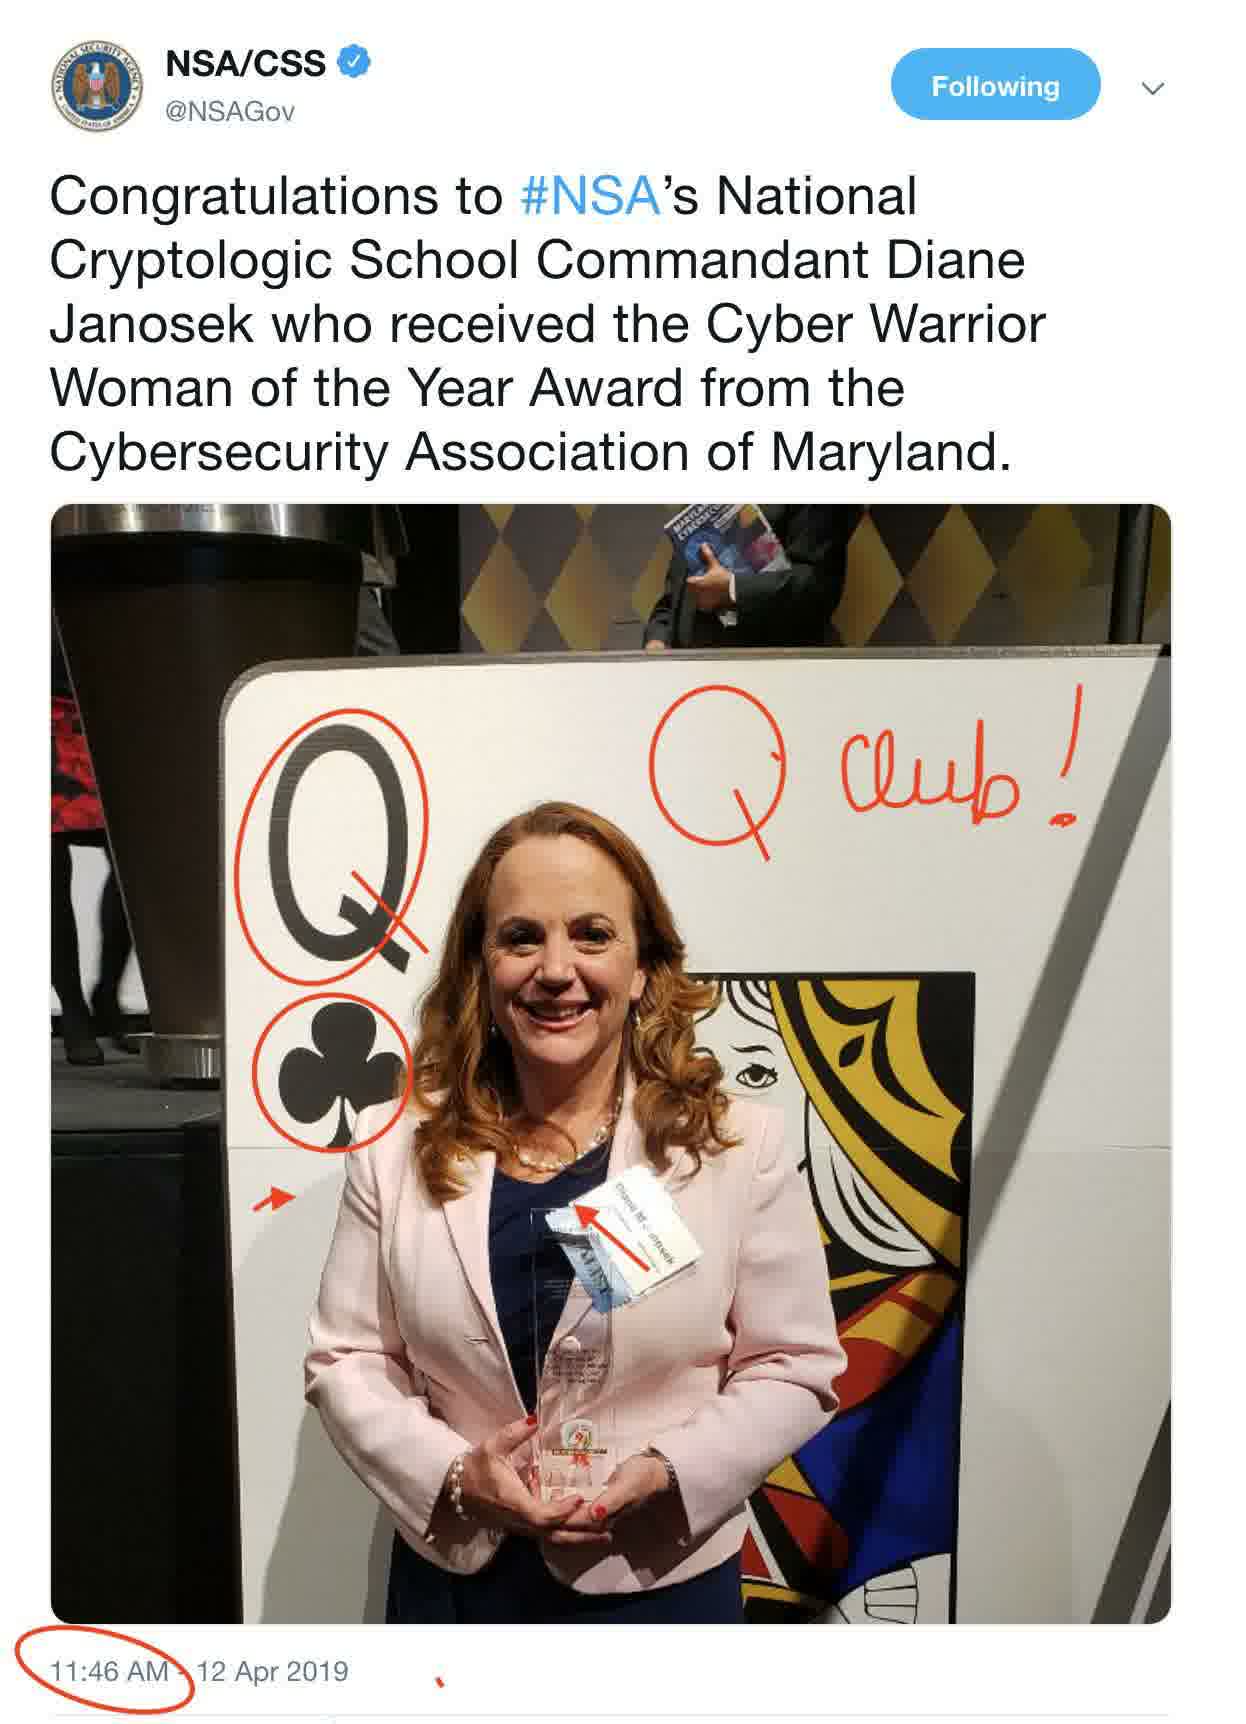 NSA/CSS
@NSAGov
Following
Congratulations to #NSA’s National
Cryptologic School Commandant Diane
Janosek who received the Cyber Warrior
Woman of the Year Award from the
Cybersecurity Association of Maryland.
Q
Q Club!
11:46 AM - 12 Apr 2019